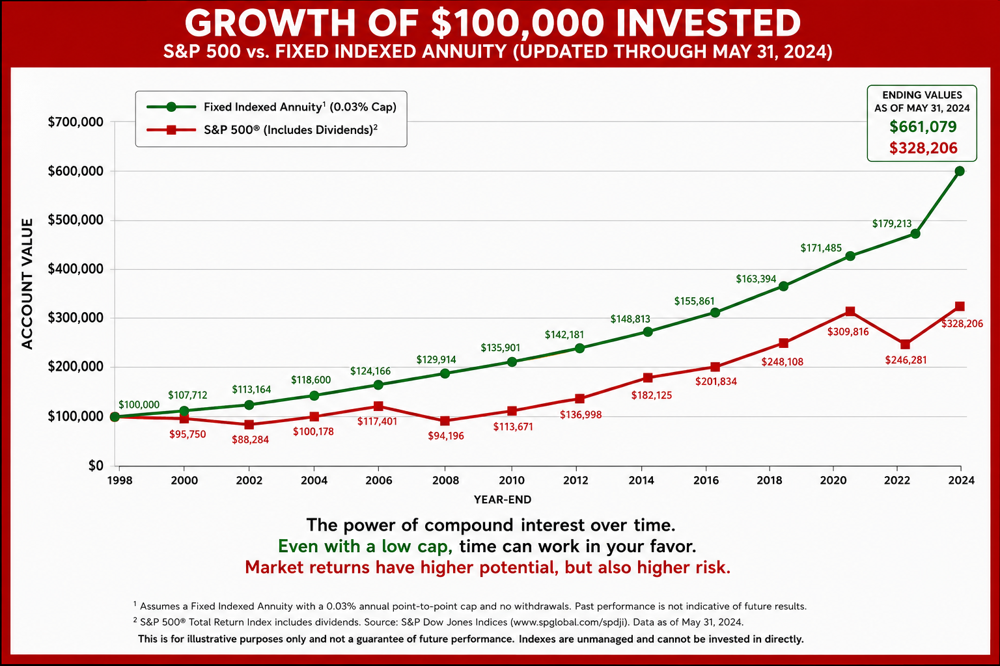 GROWTH OF $100,000 INVESTED
S&P 500 vs. FIXED INDEXED ANNUITY (UPDATED THROUGH MAY 31, 2024)
Fixed Indexed Annuity¹ (0.03% Cap)
S&P 500® (Includes Dividends)²
ENDING VALUES
AS OF MAY 31, 2024
$661,079
$328,206
ACCOUNT VALUE
$700,000
$600,000
$500,000
$400,000
$300,000
$200,000
$100,000
$0
$100,000
$107,712
$113,164
$118,600
$124,166
$129,914
$135,901
$142,181
$148,813
$155,861
$163,394
$171,485
$179,213
$95,750
$88,284
$100,178
$117,401
$94,196
$113,671
$136,998
$182,125
$201,834
$248,108
$309,816
$246,281
$328,206
1998 2000 2002 2004 2006 2008 2010 2012 2014 2016 2018 2020 2022 2024
YEAR-END
The power of compound interest over time.
Even with a low cap, time can work in your favor.
Market returns have higher potential, but also higher risk.
¹ Assumes a Fixed Indexed Annuity with a 0.03% annual point-to-point cap and no withdrawals. Past performance is not indicative of future results.
² S&P 500® Total Return Index includes dividends. Source: S&P Dow Jones Indices (www.spglobal.com/spdji). Data as of May 31, 2024.
This is for illustrative purposes only and not a guarantee of future performance. Indexes are unmanaged and cannot be invested in directly.